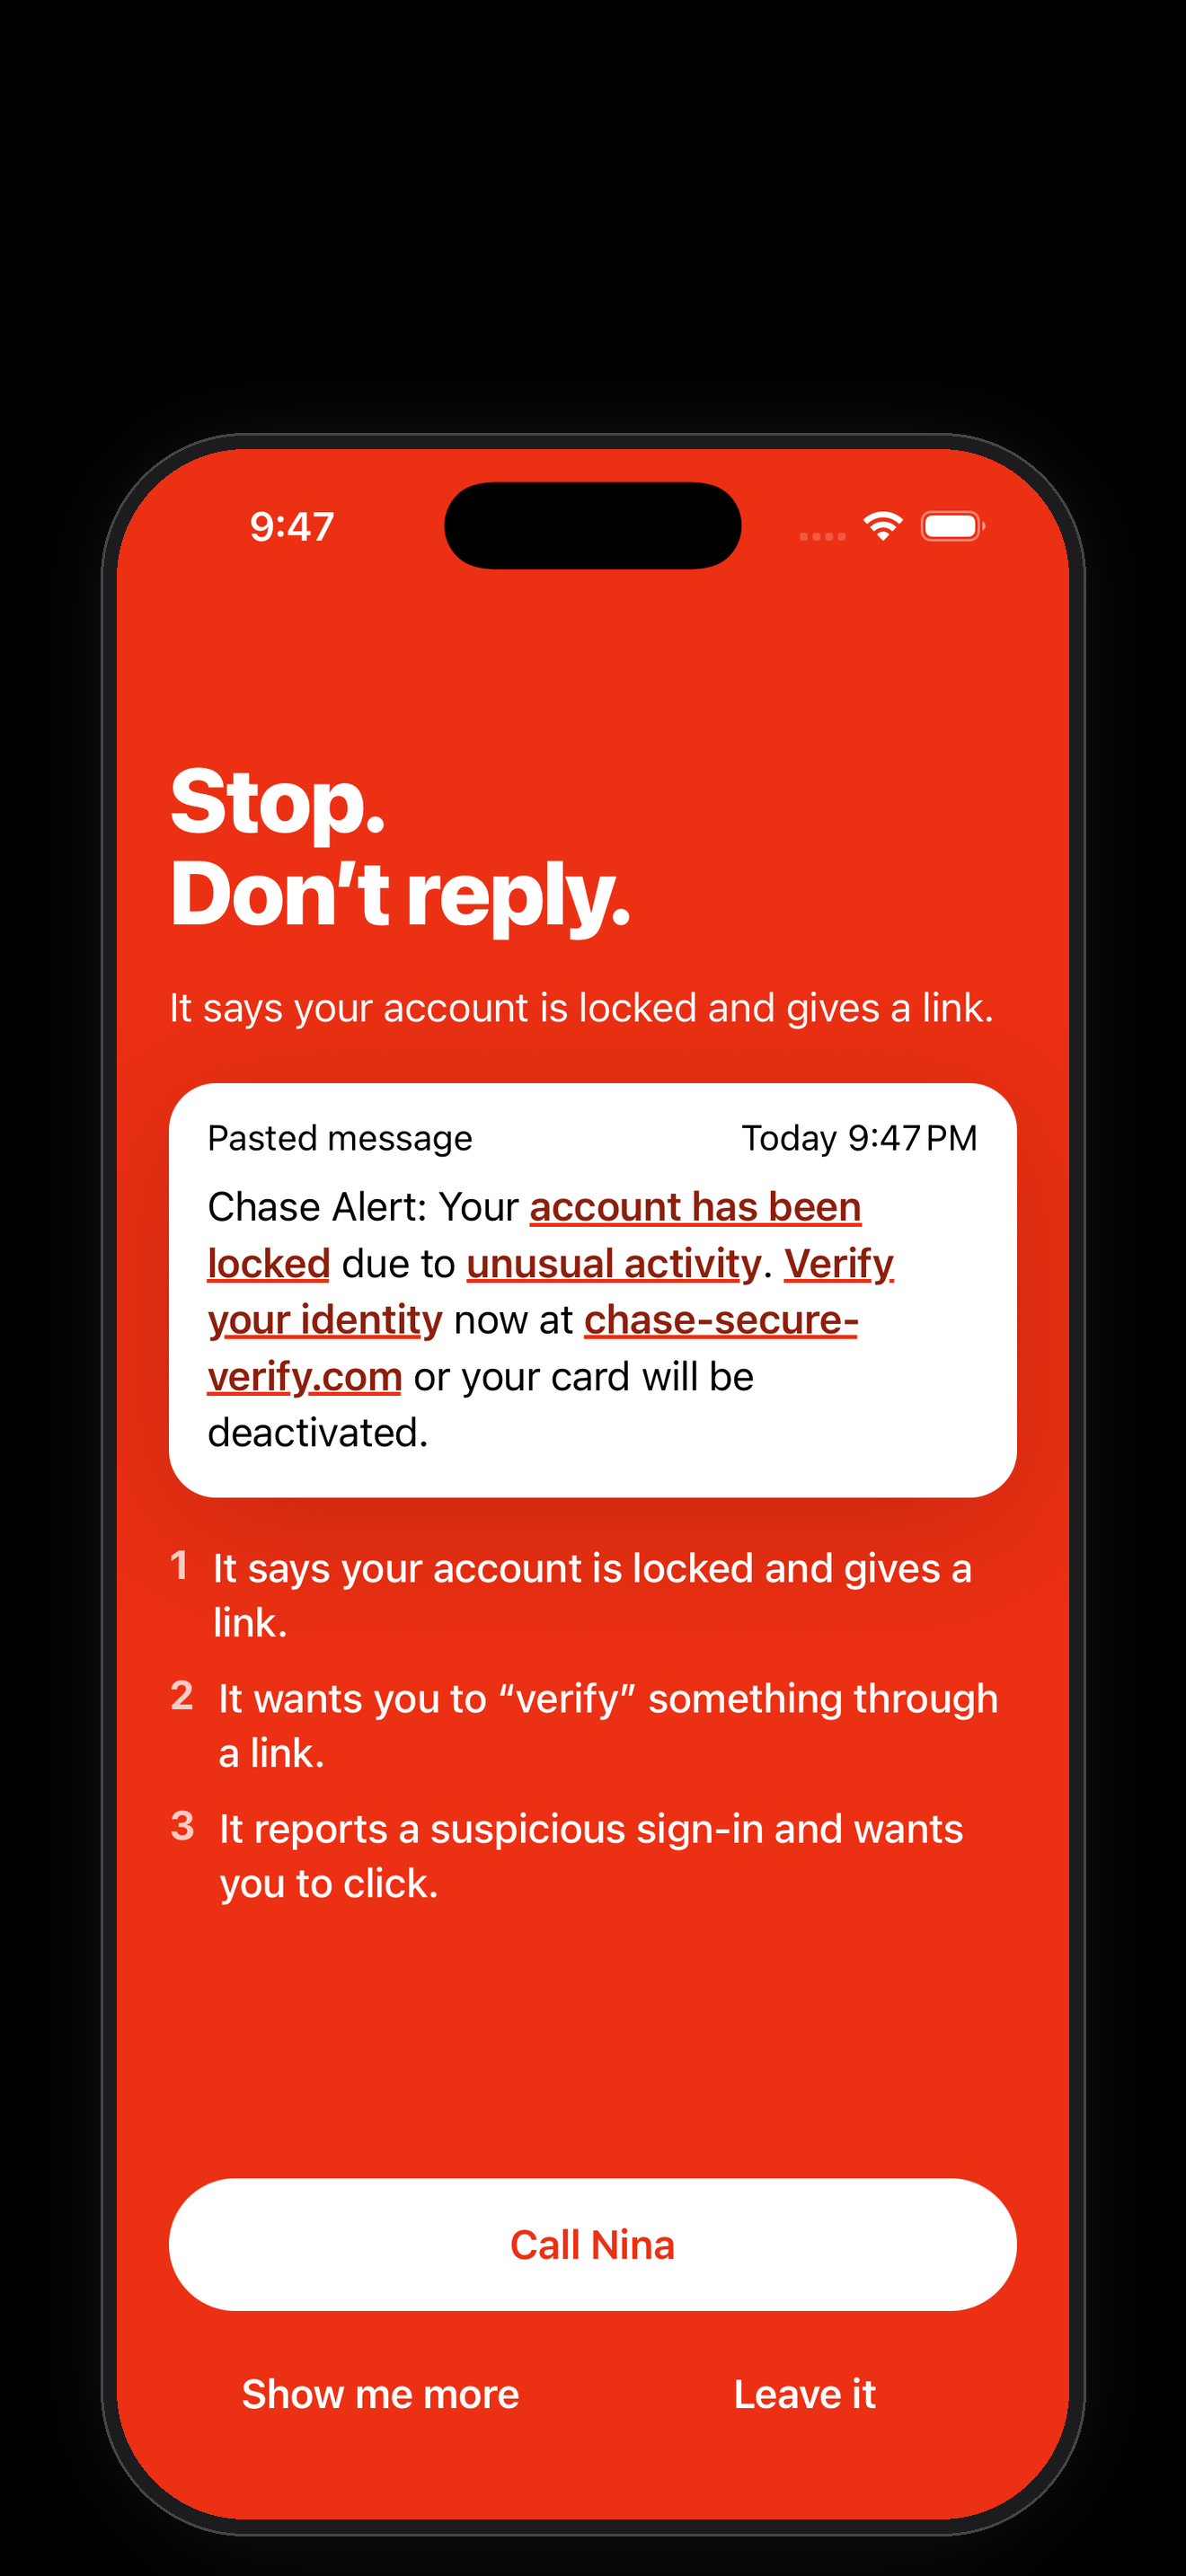 9:47
Stop.
Don’t reply.
It says your account is locked and gives a link.
Pasted message Today 9:47 PM
Chase Alert: Your account has been
locked due to unusual activity. Verify
your identity now at chase-secure-
verify.com or your card will be
deactivated.
1 It says your account is locked and gives a
link.
2 It wants you to “verify” something through
a link.
3 It reports a suspicious sign-in and wants
you to click.
Call Nina
Show me more Leave it